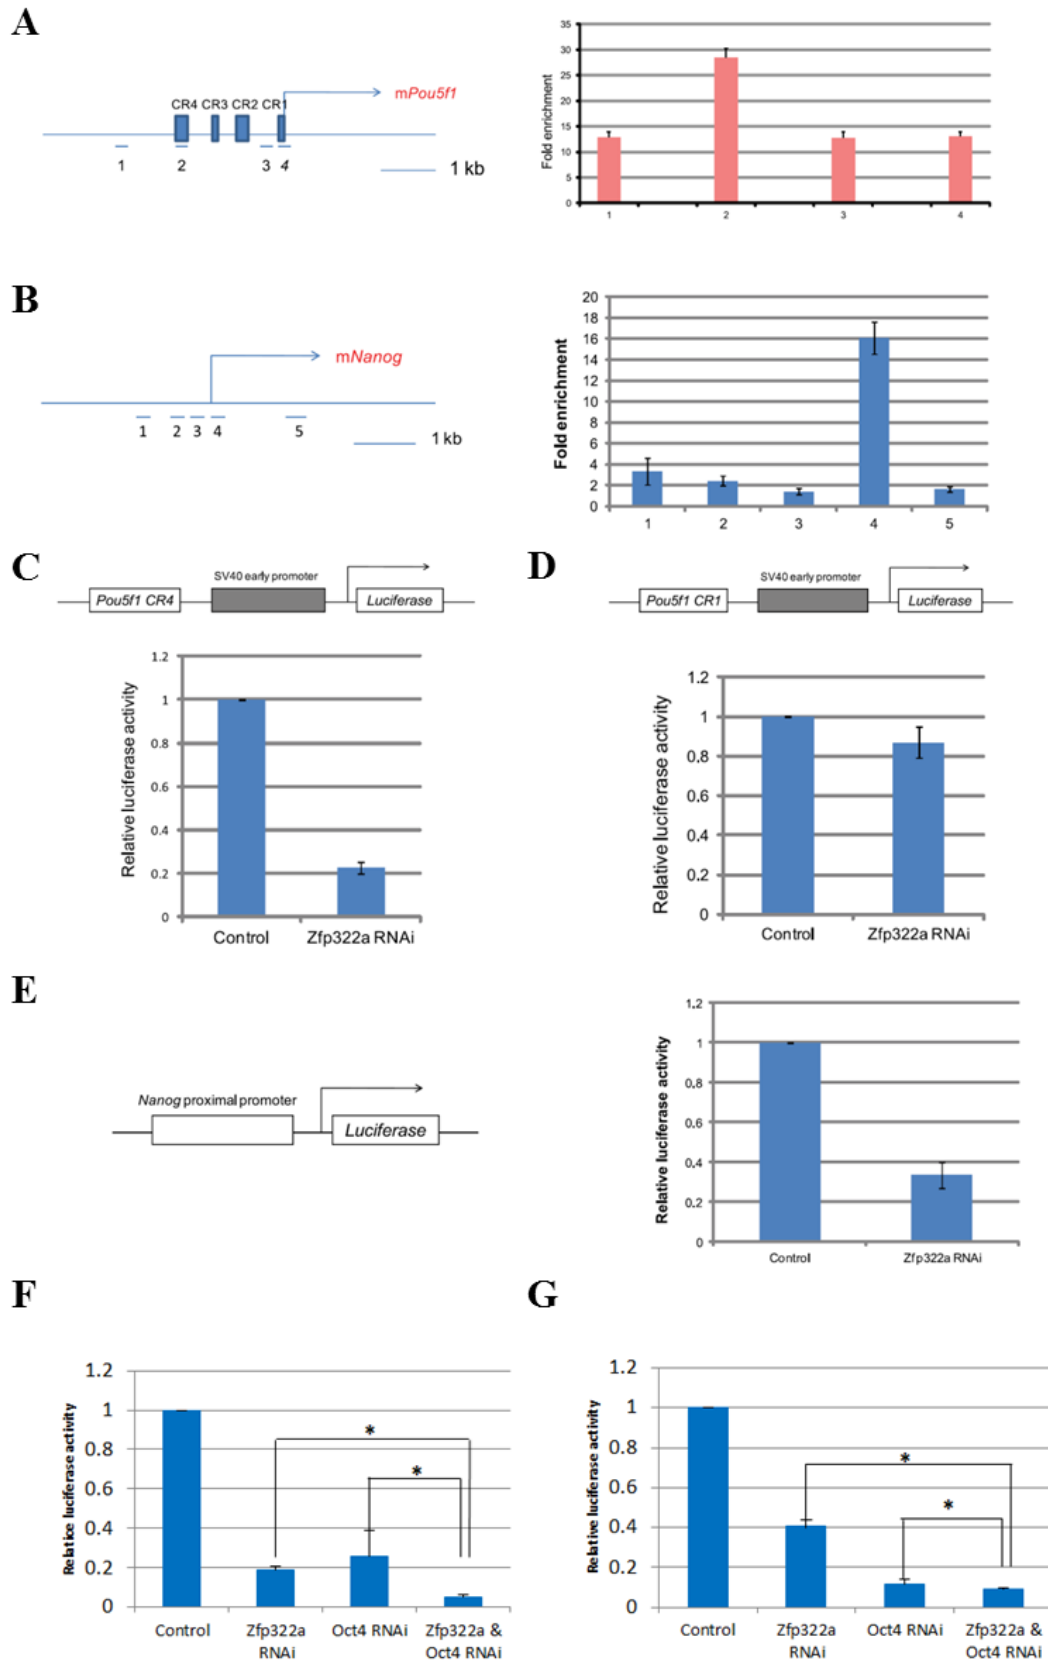 A
CR4 CR3 CR2 CR1
mPou5f1
1 2 3 4
1 kb
Fold enrichment
35
30
25
20
15
10
5
0
1 2 3 4
B
mNanog
1 2 3 4 5
1 kb
Fold enrichment
20
18
16
14
12
10
8
6
4
2
0
1 2 3 4 5
C
SV40 early promoter
Pou5f1 CR4
Luciferase
Relative luciferase activity
1.2
1
0.8
0.6
0.4
0.2
0
Control Zfp322a RNAi
D
SV40 early promoter
Pou5f1 CR1
Luciferase
Relative luciferase activity
1.2
1
0.8
0.6
0.4
0.2
0
Control Zfp322a RNAi
E
Nanog proximal promoter
Luciferase
Relative luciferase activity
1.2
1
0.8
0.6
0.4
0.2
0
Control Zfp322a RNAi
F
Relative luciferase activity
1.2
1
0.8
0.6
0.4
0.2
0
*
*
Control Zfp322a Oct4 RNAi Zfp322a &
RNAi Oct4 RNAi
G
Relative luciferase activity
1.2
1
0.8
0.6
0.4
0.2
0
*
*
Control Zfp322a Oct4 RNAi Zfp322a &
RNAi Oct4 RNAi